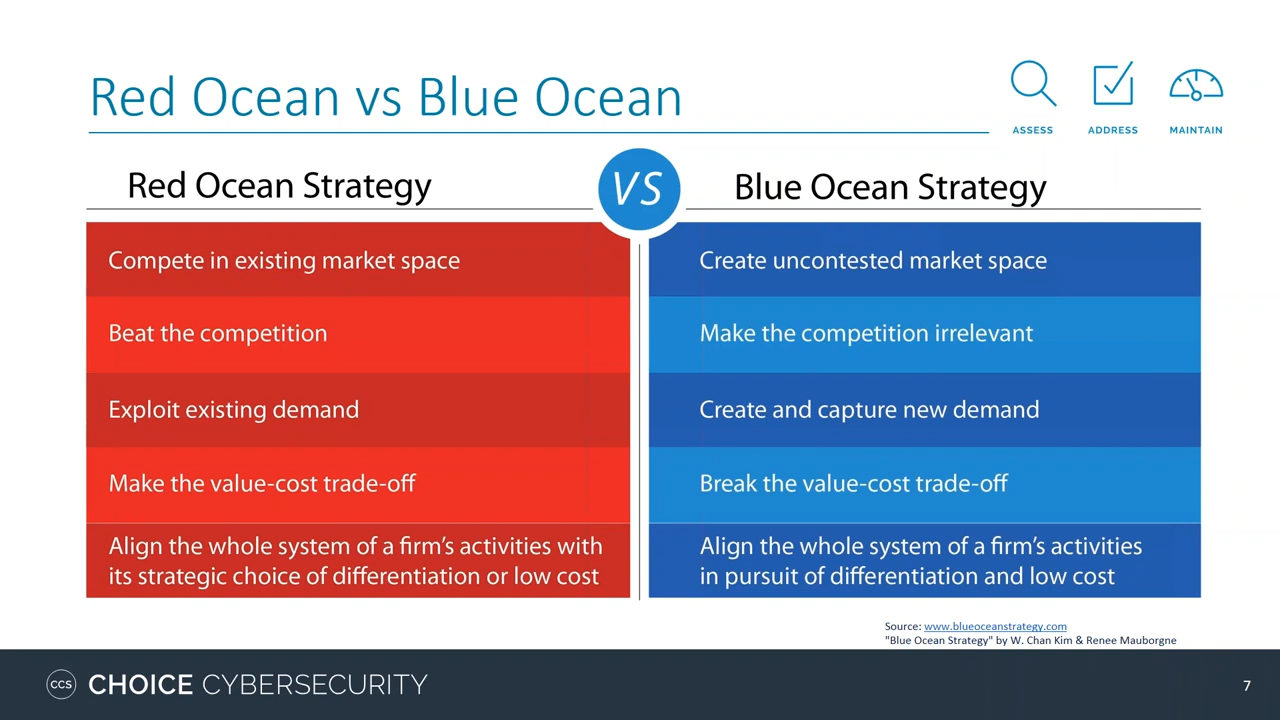 Red Ocean vs Blue Ocean
ASSESS
ADDRESS
MAINTAIN
Red Ocean Strategy
VS
Blue Ocean Strategy
Compete in existing market space
Create uncontested market space
Beat the competition
Make the competition irrelevant
Exploit existing demand
Create and capture new demand
Make the value-cost trade-off
Break the value-cost trade-off
Align the whole system of a firm’s activities with
its strategic choice of differentiation or low cost
Align the whole system of a firm’s activities
in pursuit of differentiation and low cost
Source: www.blueoceanstrategy.com
"Blue Ocean Strategy" by W. Chan Kim & Renee Mauborgne
CCS CHOICE CYBERSECURITY
7